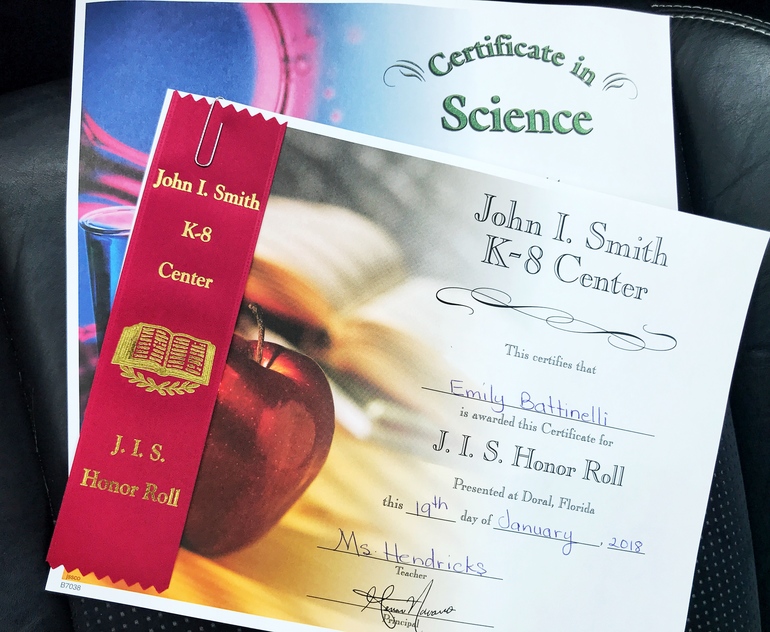 Certificate in
Science
John I. Smith
K-8
Center
J. I. S.
Honor Roll
John I. Smith
K-8 Center
This certifies that
Emily Battinelli
is awarded this Certificate for
J. I. S. Honor Roll
Presented at Doral, Florida
this 19th day of January, 2018
Ms. Hendricks
Teacher
Principal
jasco
B7036